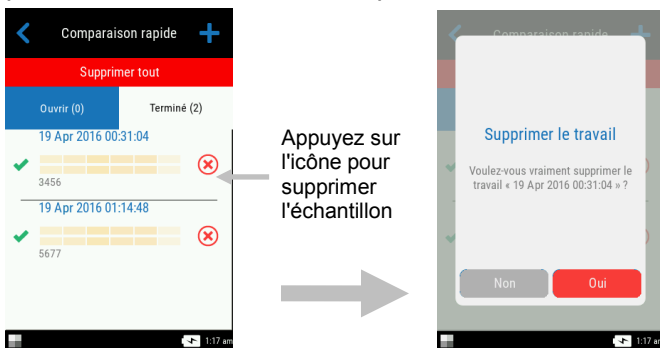 Comparaison rapide
Supprimer tout
Ouvrir (0)
Terminé (2)
19 Apr 2016 00:31:04
3456
19 Apr 2016 01:14:48
5677
1:17 am
Appuyez sur
l'icône pour
supprimer
l'échantillon
Comparaison rapide
Supprimer le travail
Voulez-vous vraiment supprimer le
travail « 19 Apr 2016 00:31:04 » ?
Non
Oui
1:17 am